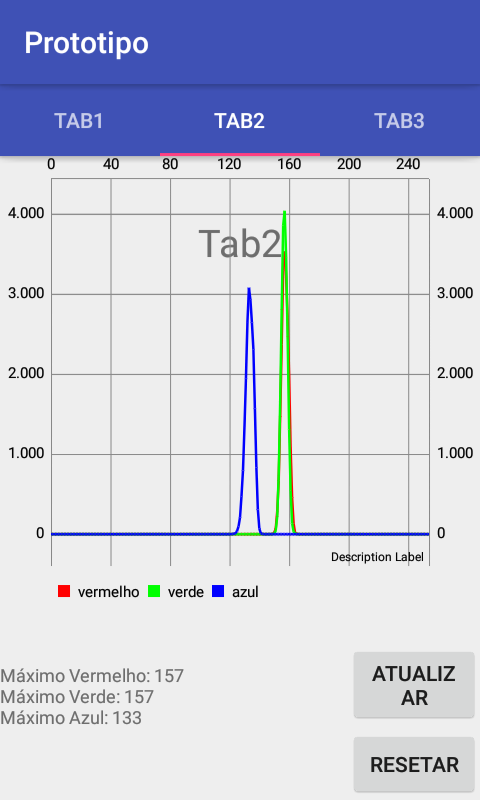 Prototipo
TAB1 TAB2 TAB3
0 40 80 120 160 200 240
4.000 4.000
Tab2
3.000 3.000
2.000 2.000
1.000 1.000
0 0
Description Label
vermelho verde azul
Máximo Vermelho: 157
Máximo Verde: 157
Máximo Azul: 133
ATUALIZ
AR
RESETAR